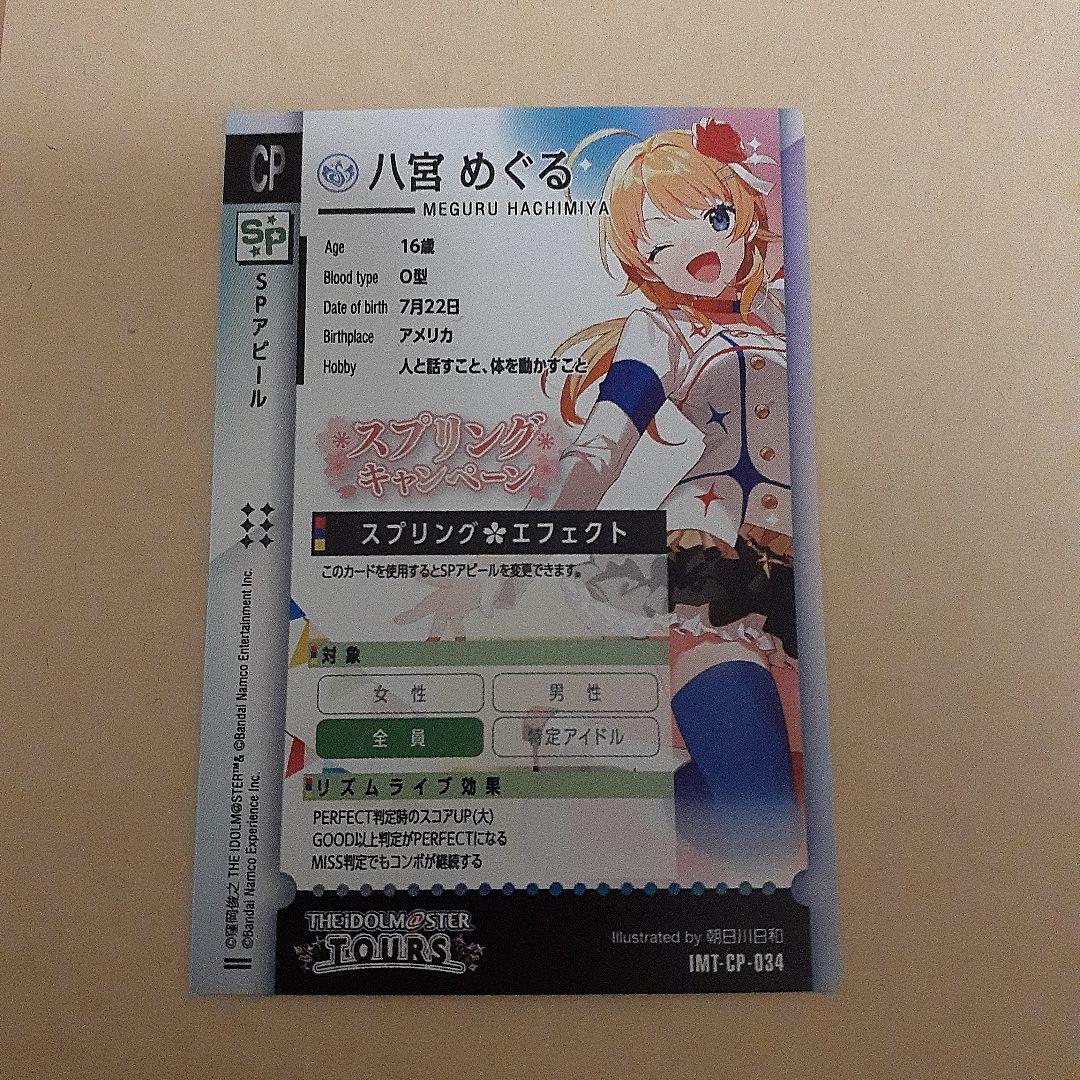 CP
SP
SPアピール
八宮 めぐる
MEGURU HACHIMIYA
Age 16歳
Blood type O型
Date of birth 7月22日
Birthplace アメリカ
Hobby 人と話すこと、体を動かすこと
スプリング
キャンペーン
スプリング✽エフェクト
このカードを使用するとSPアピールを変更できます。
対象
女性 男性
全員 特定アイドル
リズムライブ効果
PERFECT判定時のスコアUP(大)
GOOD以上判定がPERFECTになる
MISS判定でもコンボが継続する
THE IDOLM@STER
TOURS
Illustrated by 朝日川日和
IMT-CP-034
©窪岡俊之 THE IDOLM@STER™& ©Bandai Namco Entertainment Inc.
©Bandai Namco Experience Inc.